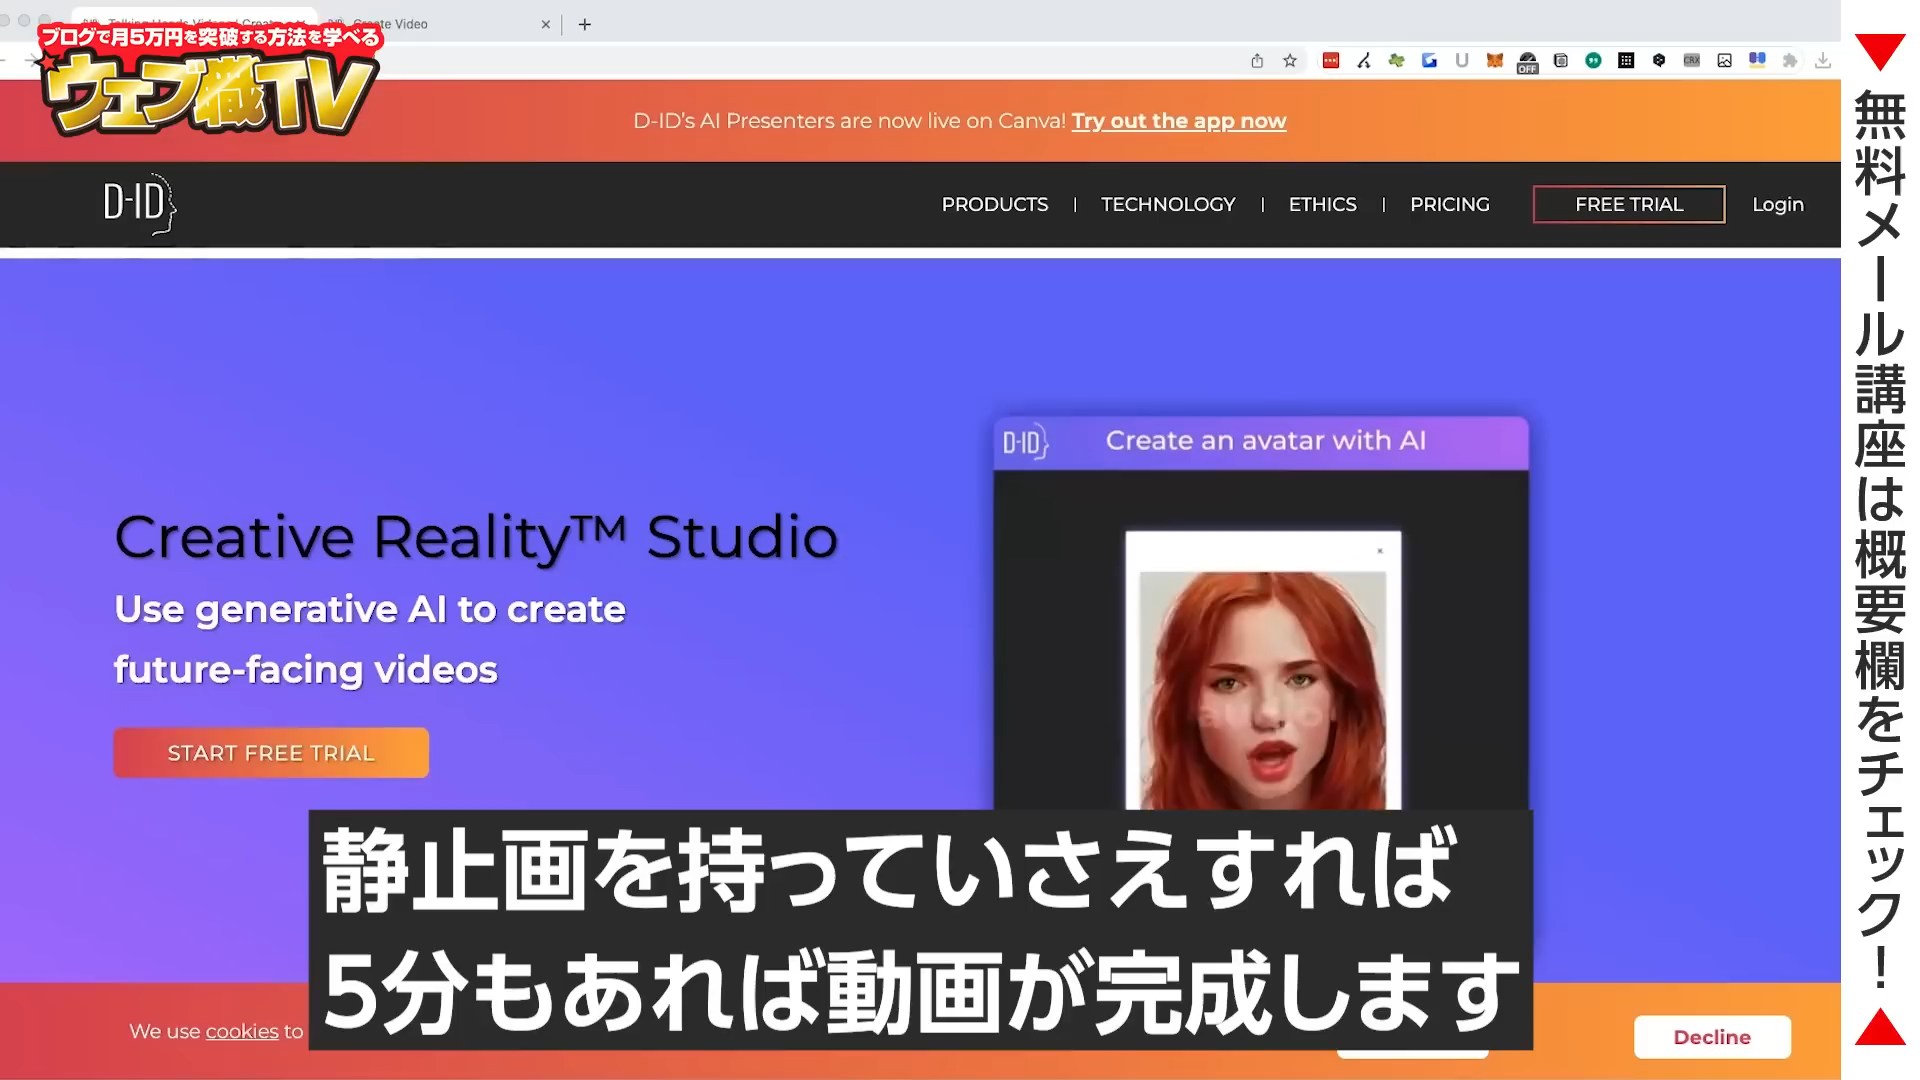 Create Video
ブログで月5万円を突破する方法を学べる
ウェブ職TV
OFF
CRX
D-ID's AI Presenters are now live on Canva! Try out the app now
D-ID
PRODUCTS | TECHNOLOGY | ETHICS | PRICING
FREE TRIAL
Login
D-ID
Create an avatar with AI
Creative Reality™ Studio
Use generative AI to create
future-facing videos
START FREE TRIAL
静止画を持っていさえすれば
5分もあれば動画が完成します
We use cookies to
Decline
▼無料メール講座は概要欄をチェック!▲